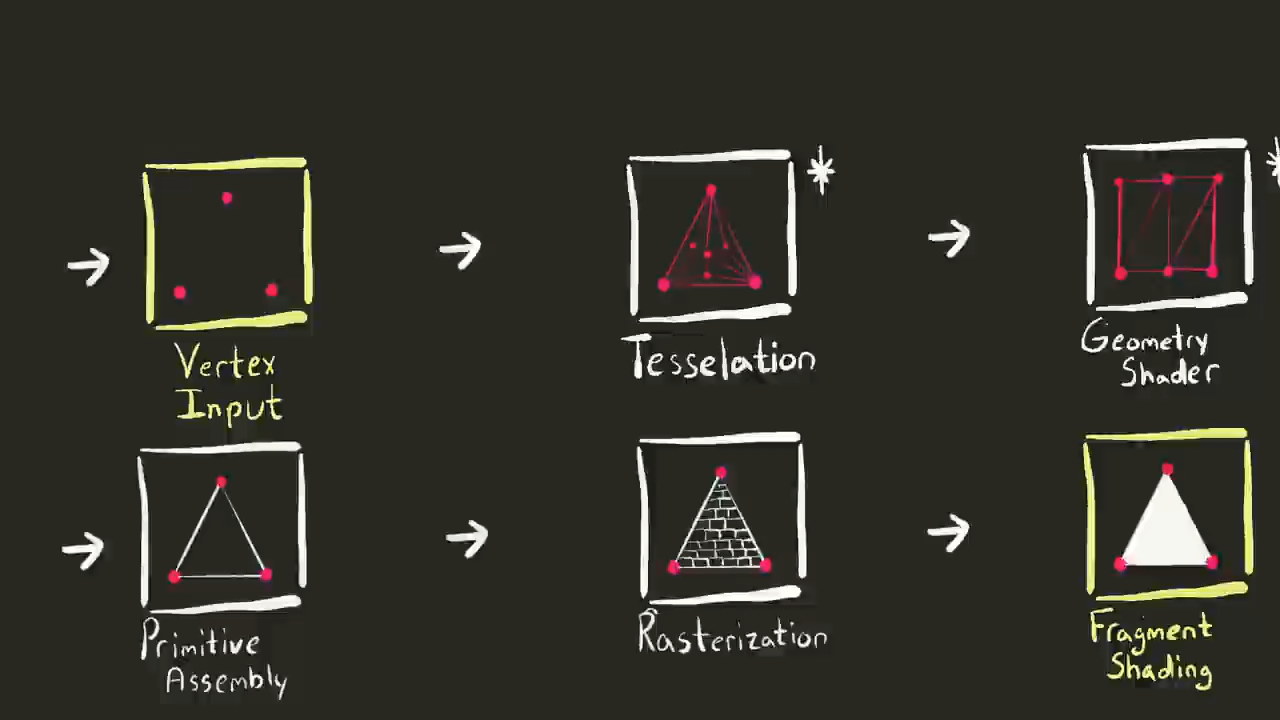 Vertex
Input
Tesselation
Geometry
Shader
Primitive
Assembly
Rasterization
Fragment
Shading